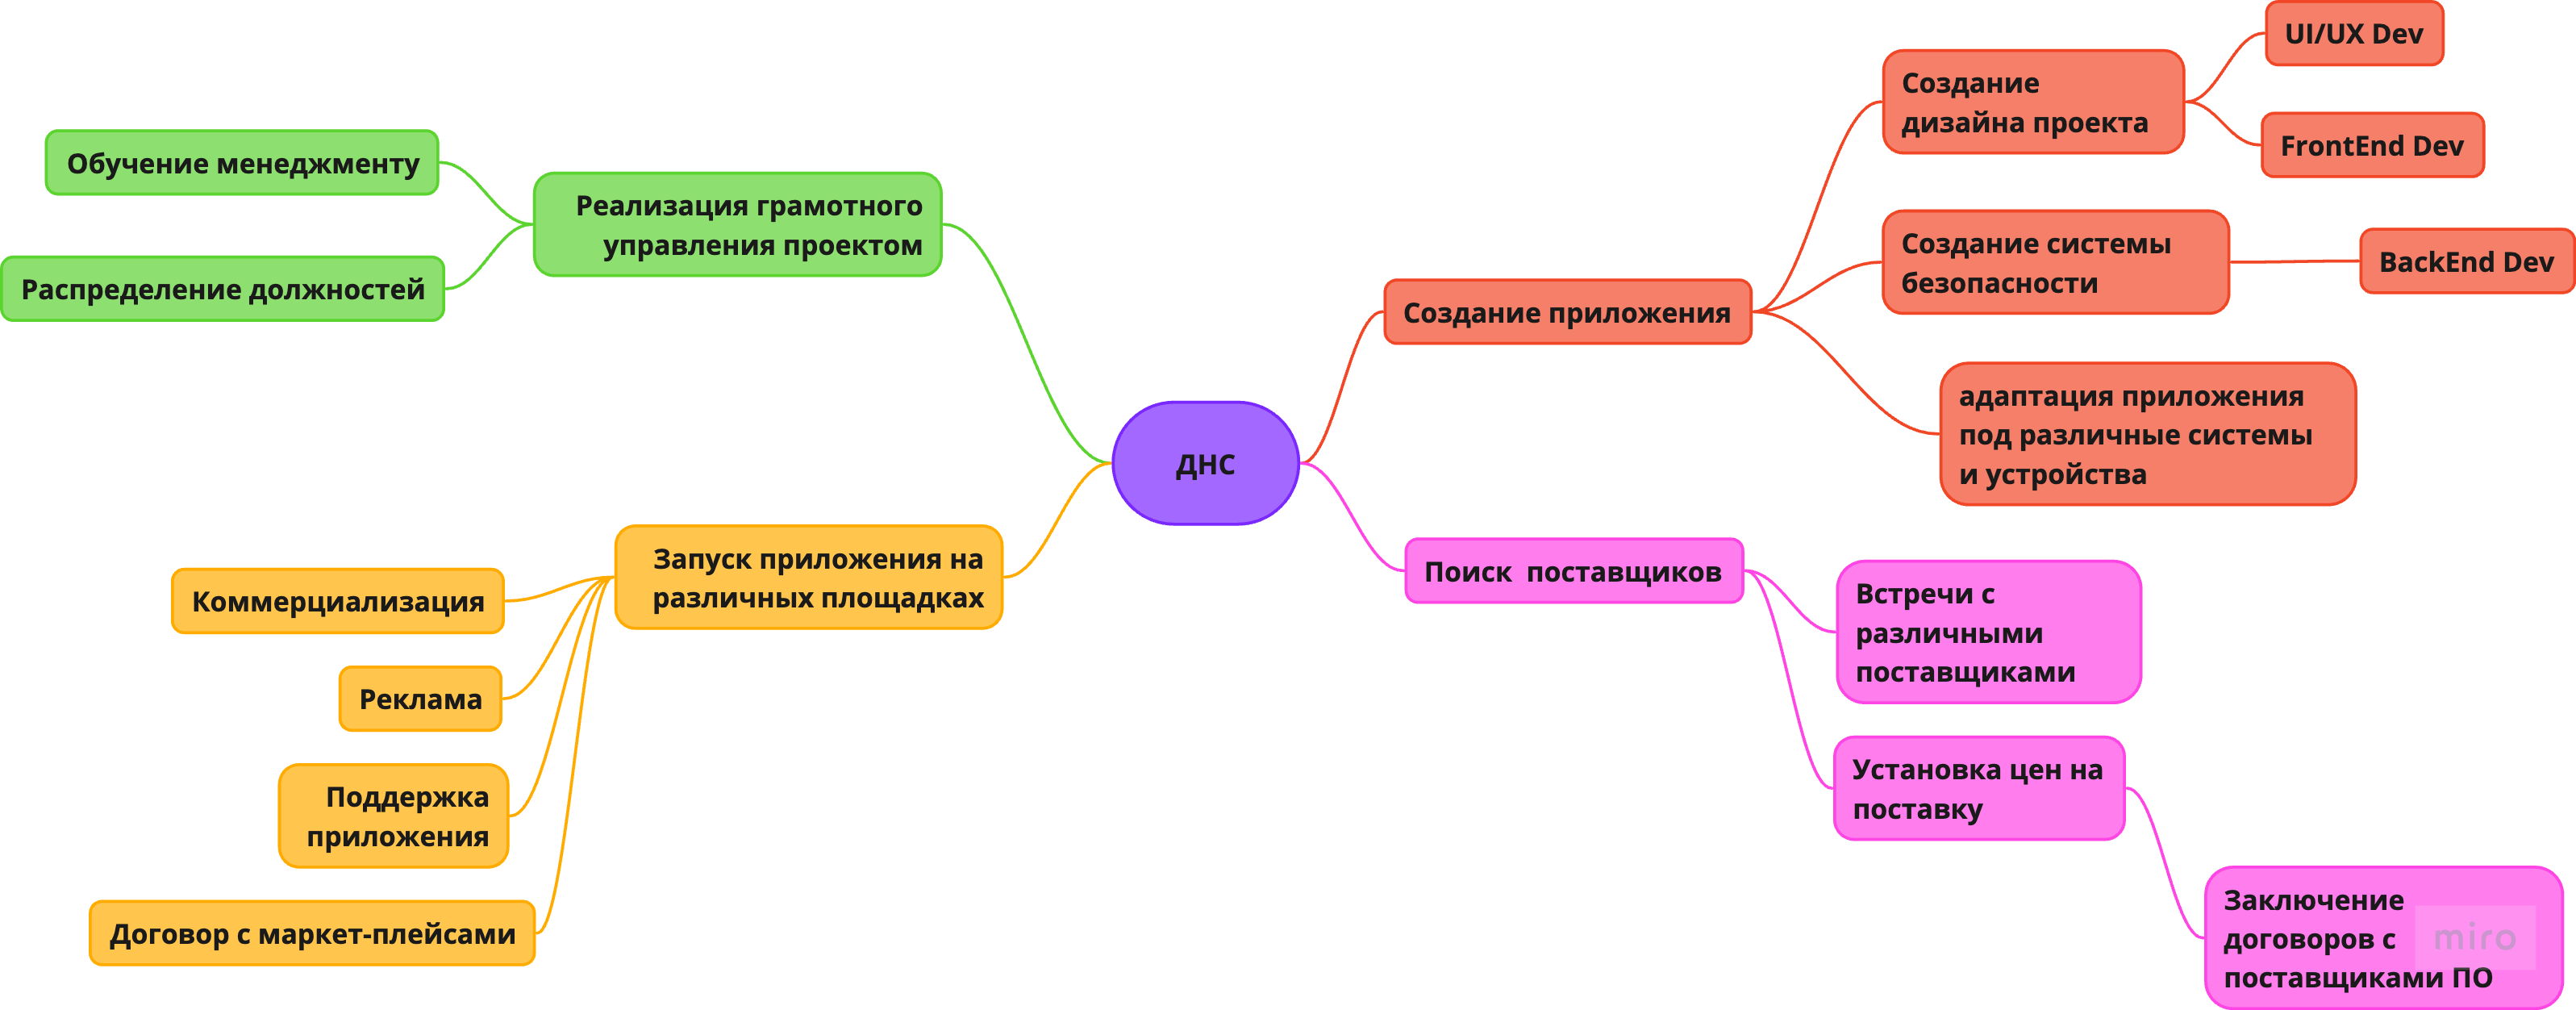 ДНС
Создание приложения
Создание
дизайна проекта
UI/UX Dev
FrontEnd Dev
Создание системы
безопасности
BackEnd Dev
адаптация приложения
под различные системы
и устройства
Поиск  поставщиков
Встречи с
различными
поставщиками
Установка цен на
поставку
Заключение
договоров с
поставщиками ПО
miro
Реализация грамотного
управления проектом
Обучение менеджменту
Распределение должностей
Запуск приложения на
различных площадках
Коммерциализация
Реклама
Поддержка
приложения
Договор с маркет-плейсами